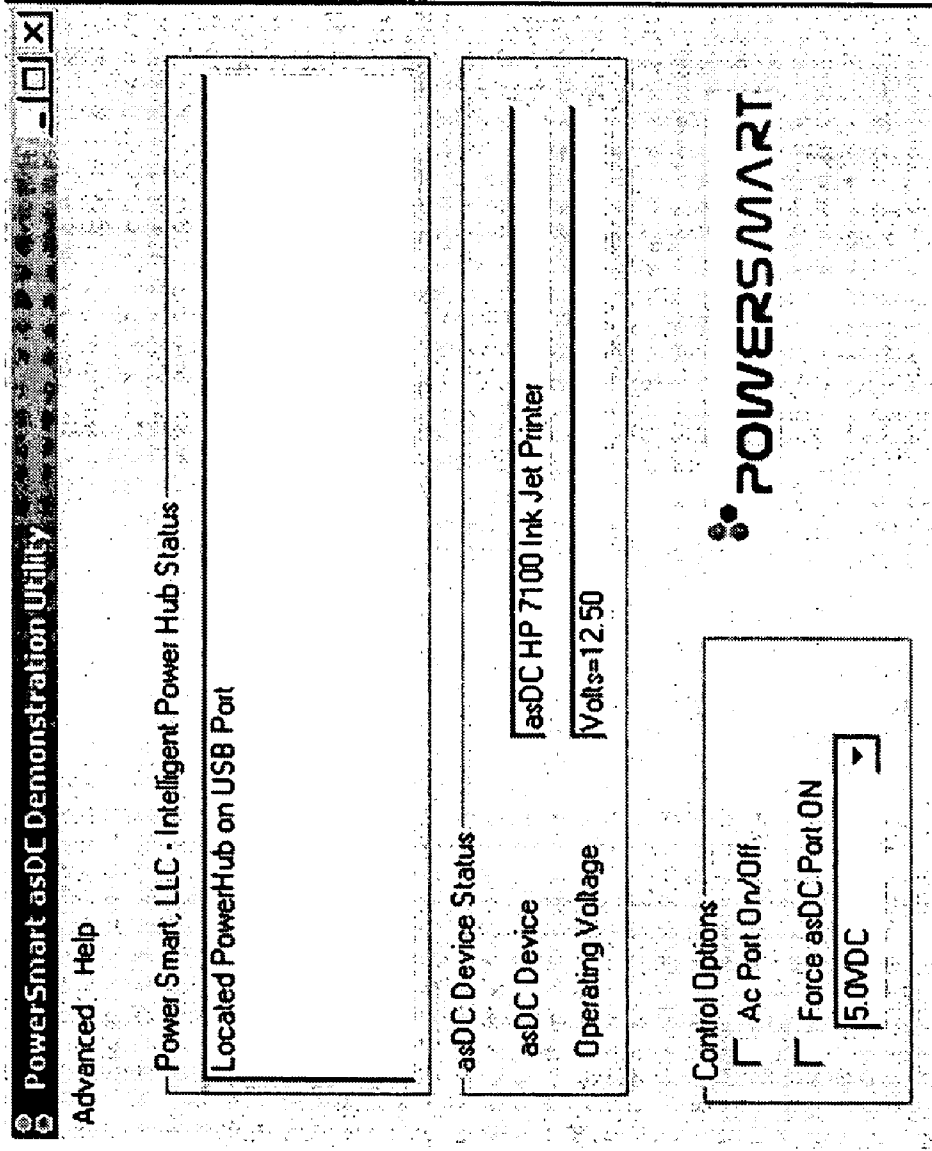 PowerSmart asDC Demonstration Utility
Advanced Help
Power Smart, LLC - Intelligent Power Hub Status
Located PowerHub on USB Port
asDC Device Status
asDC Device
asDC HP 7100 Ink Jet Printer
Operating Voltage
Volts=12.50
Control Options
Ac Port On/Off
Force asDC Port ON
5.0VDC
POWERSMART